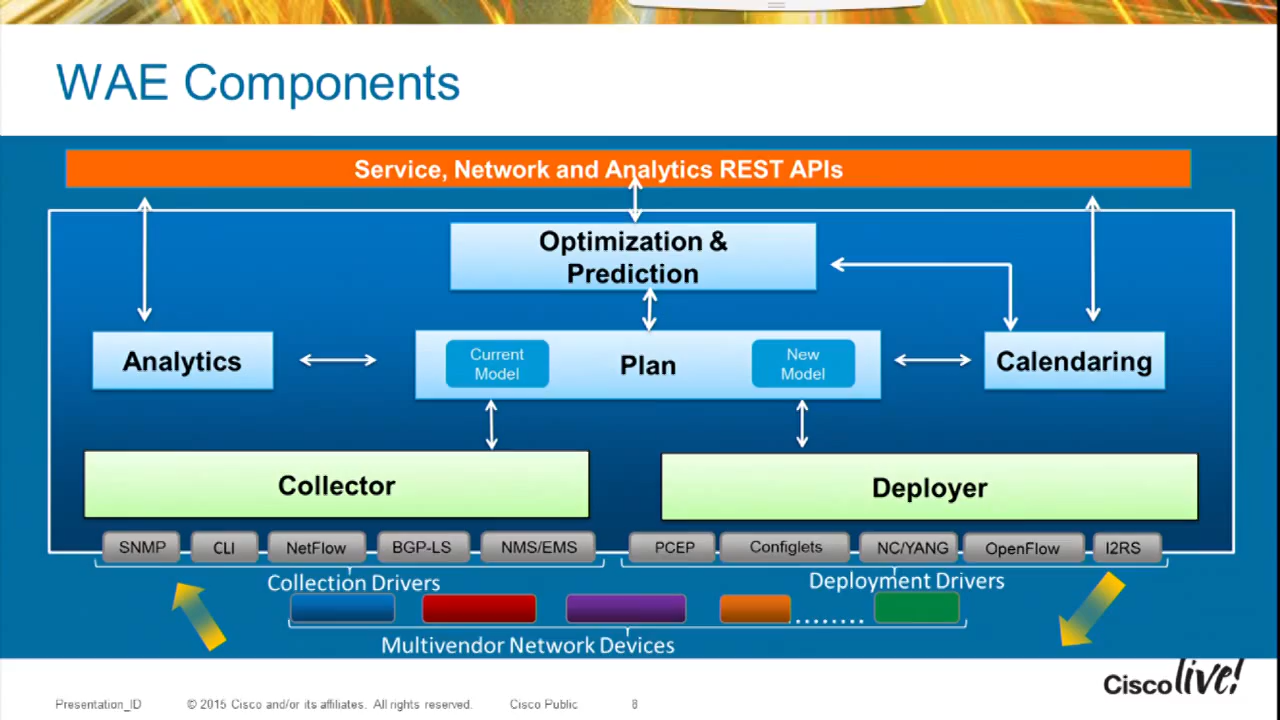 WAE Components
Service, Network and Analytics REST APIs
Optimization &
Prediction
Analytics
Current
Model
Plan
New
Model
Calendaring
Collector
Deployer
SNMP
CLI
NetFlow
BGP-LS
NMS/EMS
PCEP
Configlets
NC/YANG
OpenFlow
I2RS
Collection Drivers
Deployment Drivers
Multivendor Network Devices
Presentation_ID
© 2015 Cisco and/or its affiliates. All rights reserved.
Cisco Public
8
Cisco live!